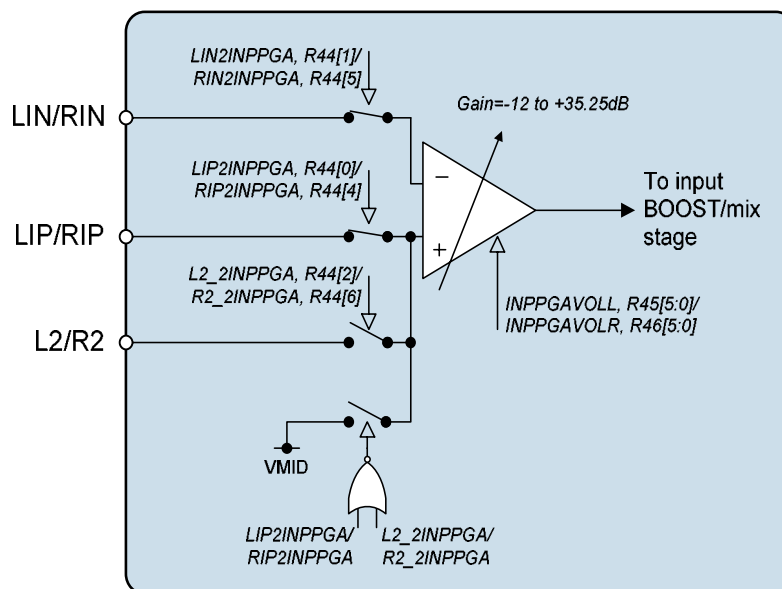 LIN2INPPGA, R44[1]/
RIN2INPPGA, R44[5]
Gain=-12 to +35.25dB
LIN/RIN
LIP2INPPGA, R44[0]/
RIP2INPPGA, R44[4]
−
To input
BOOST/mix
stage
LIP/RIP
+
L2_2INPPGA, R44[2]/
R2_2INPPGA, R44[6]
INPPGAVOLL, R45[5:0]/
INPPGAVOLR, R46[5:0]
L2/R2
VMID
LIP2INPPGA/
RIP2INPPGA
L2_2INPPGA/
R2_2INPPGA